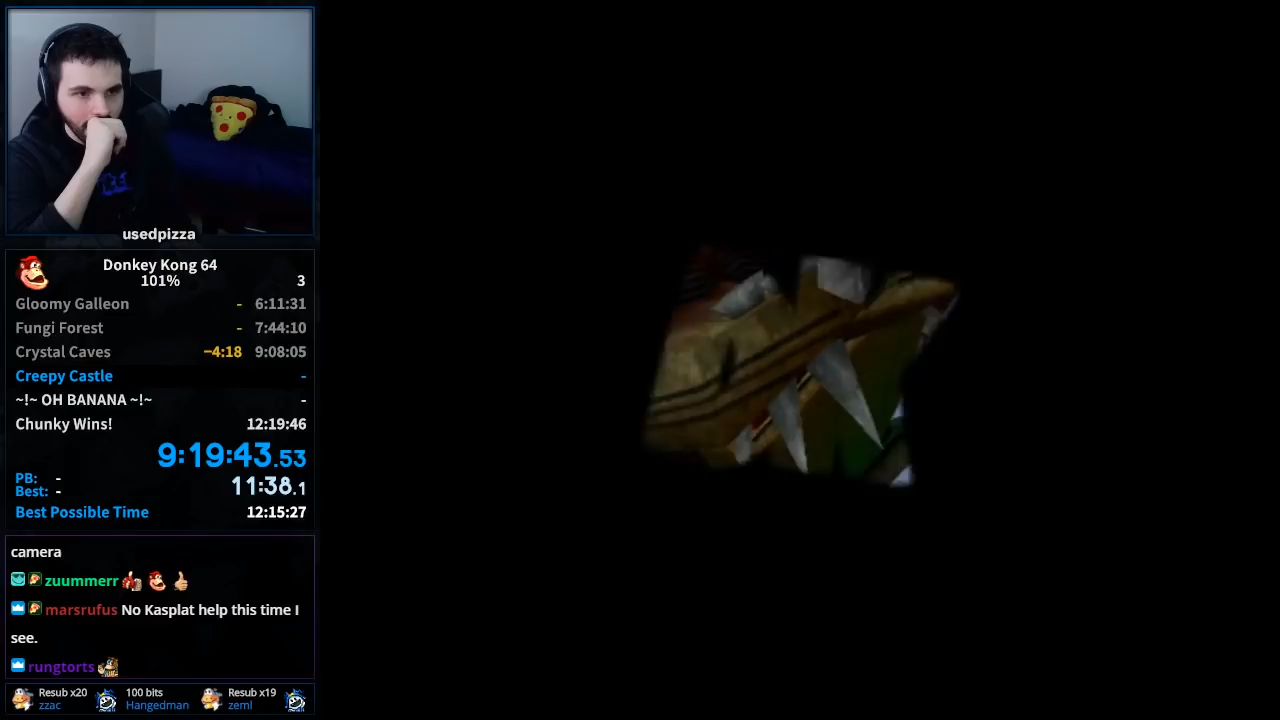 usedpizza
Donkey Kong 64
101% 3
Gloomy Galleon - 6:11:31
Fungi Forest - 7:44:10
Crystal Caves −4:18 9:08:05
Creepy Castle -
~!~ OH BANANA ~!~ -
Chunky Wins! 12:19:46
9:19:43.53
PB: -
Best: - 11:38.1
Best Possible Time 12:15:27
camera
zuummerr
marsrufus No Kasplat help this time I
see.
rungtorts
Resub x20 100 bits Resub x19
zzac Hangedman zeml